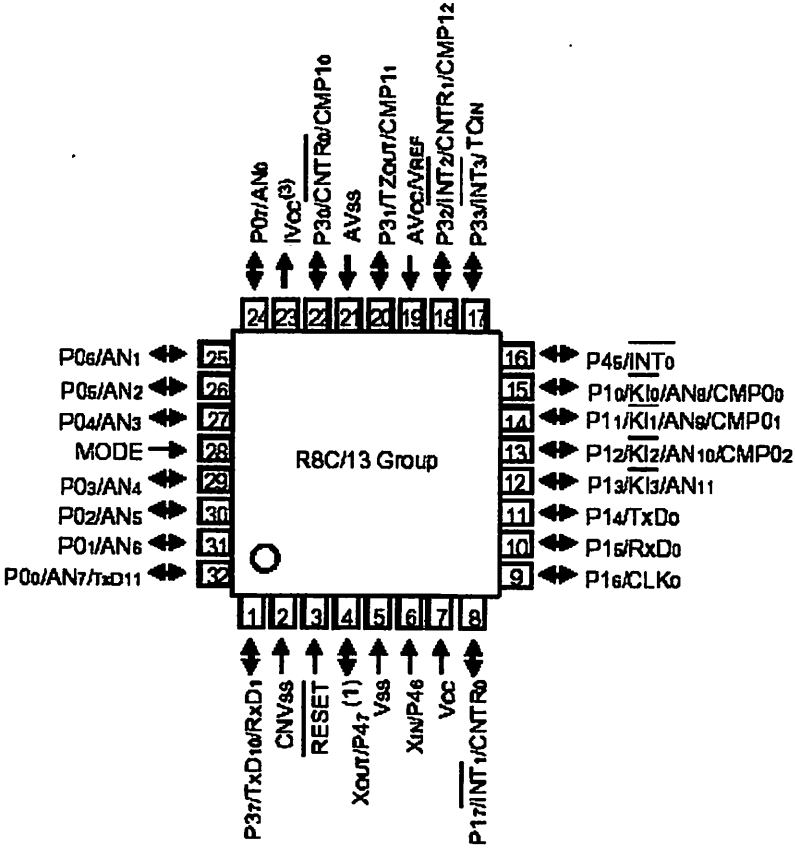 P07/AN0
IVCC(3)
P30/CNTR0/CMP10
AVSS
P31/TZOUT/CMP11
AVCC/VREF
P32/INT2/CNTR1/CMP12
P33/INT3/TCIN
24 23 22 21 20 19 18 17
P06/AN1 25
P05/AN2 26
P04/AN3 27
MODE 28
P03/AN4 29
P02/AN5 30
P01/AN6 31
P00/AN7/TxD11 32
R8C/13 Group
16 P45/INT0
15 P10/KI0/AN8/CMP00
14 P11/KI1/AN9/CMP01
13 P12/KI2/AN10/CMP02
12 P13/KI3/AN11
11 P14/TxD0
10 P15/RxD0
9 P16/CLK0
1 2 3 4 5 6 7 8
P37/TxD10/RxD1
CNVSS
RESET
XOUT/P47 (1)
VSS
XIN/P46
VCC
P17/INT1/CNTR0